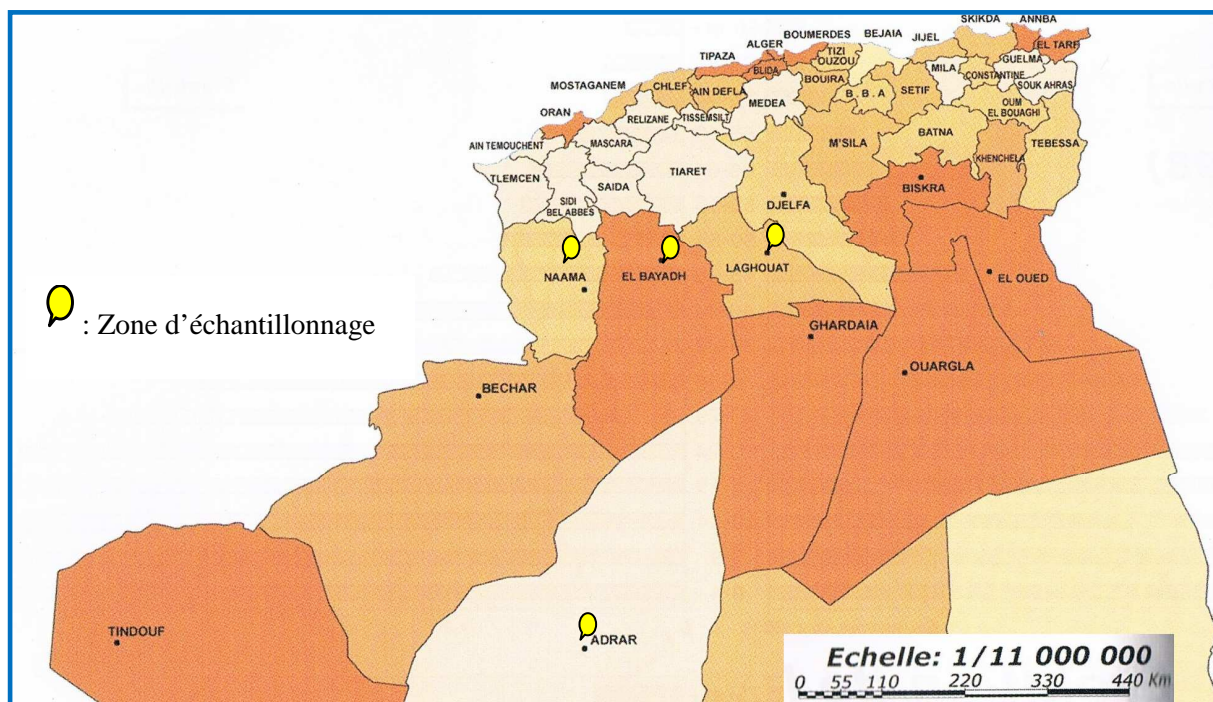 SKIKDA
ANNBA
BOUMERDES
BEJAIA
JIJEL
ALGER
EL TARF
TIPAZA
TIZI
OUZOU
GUELMA
MILA
BLIDA
BOUIRA
CONSTANTINE
SOUK AHRAS
MOSTAGANEM
CHLEF
AIN DEFLA
B . B . A
SETIF
MEDEA
OUM
EL BOUAGHI
ORAN
RELIZANE
TISSEMSILT
BATNA
M'SILA
TEBESSA
AIN TEMOUCHENT
MASCARA
KHENCHELA
TLEMCEN
SAIDA
TIARET
BISKRA
SIDI
BEL ABBES
DJELFA
LAGHOUAT
NAAMA
EL BAYADH
EL OUED
: Zone d'échantillonnage
GHARDAIA
OUARGLA
BECHAR
TINDOUF
ADRAR
Echelle: 1/11 000 000
0 55 110 220 330 440 Km